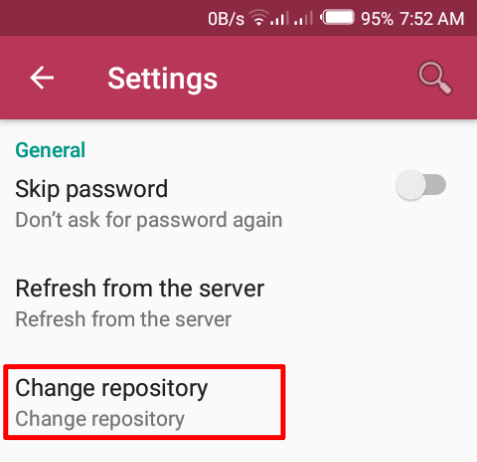 0B/s 95% 7:52 AM
Settings
General
Skip password
Don't ask for password again
Refresh from the server
Refresh from the server
Change repository
Change repository